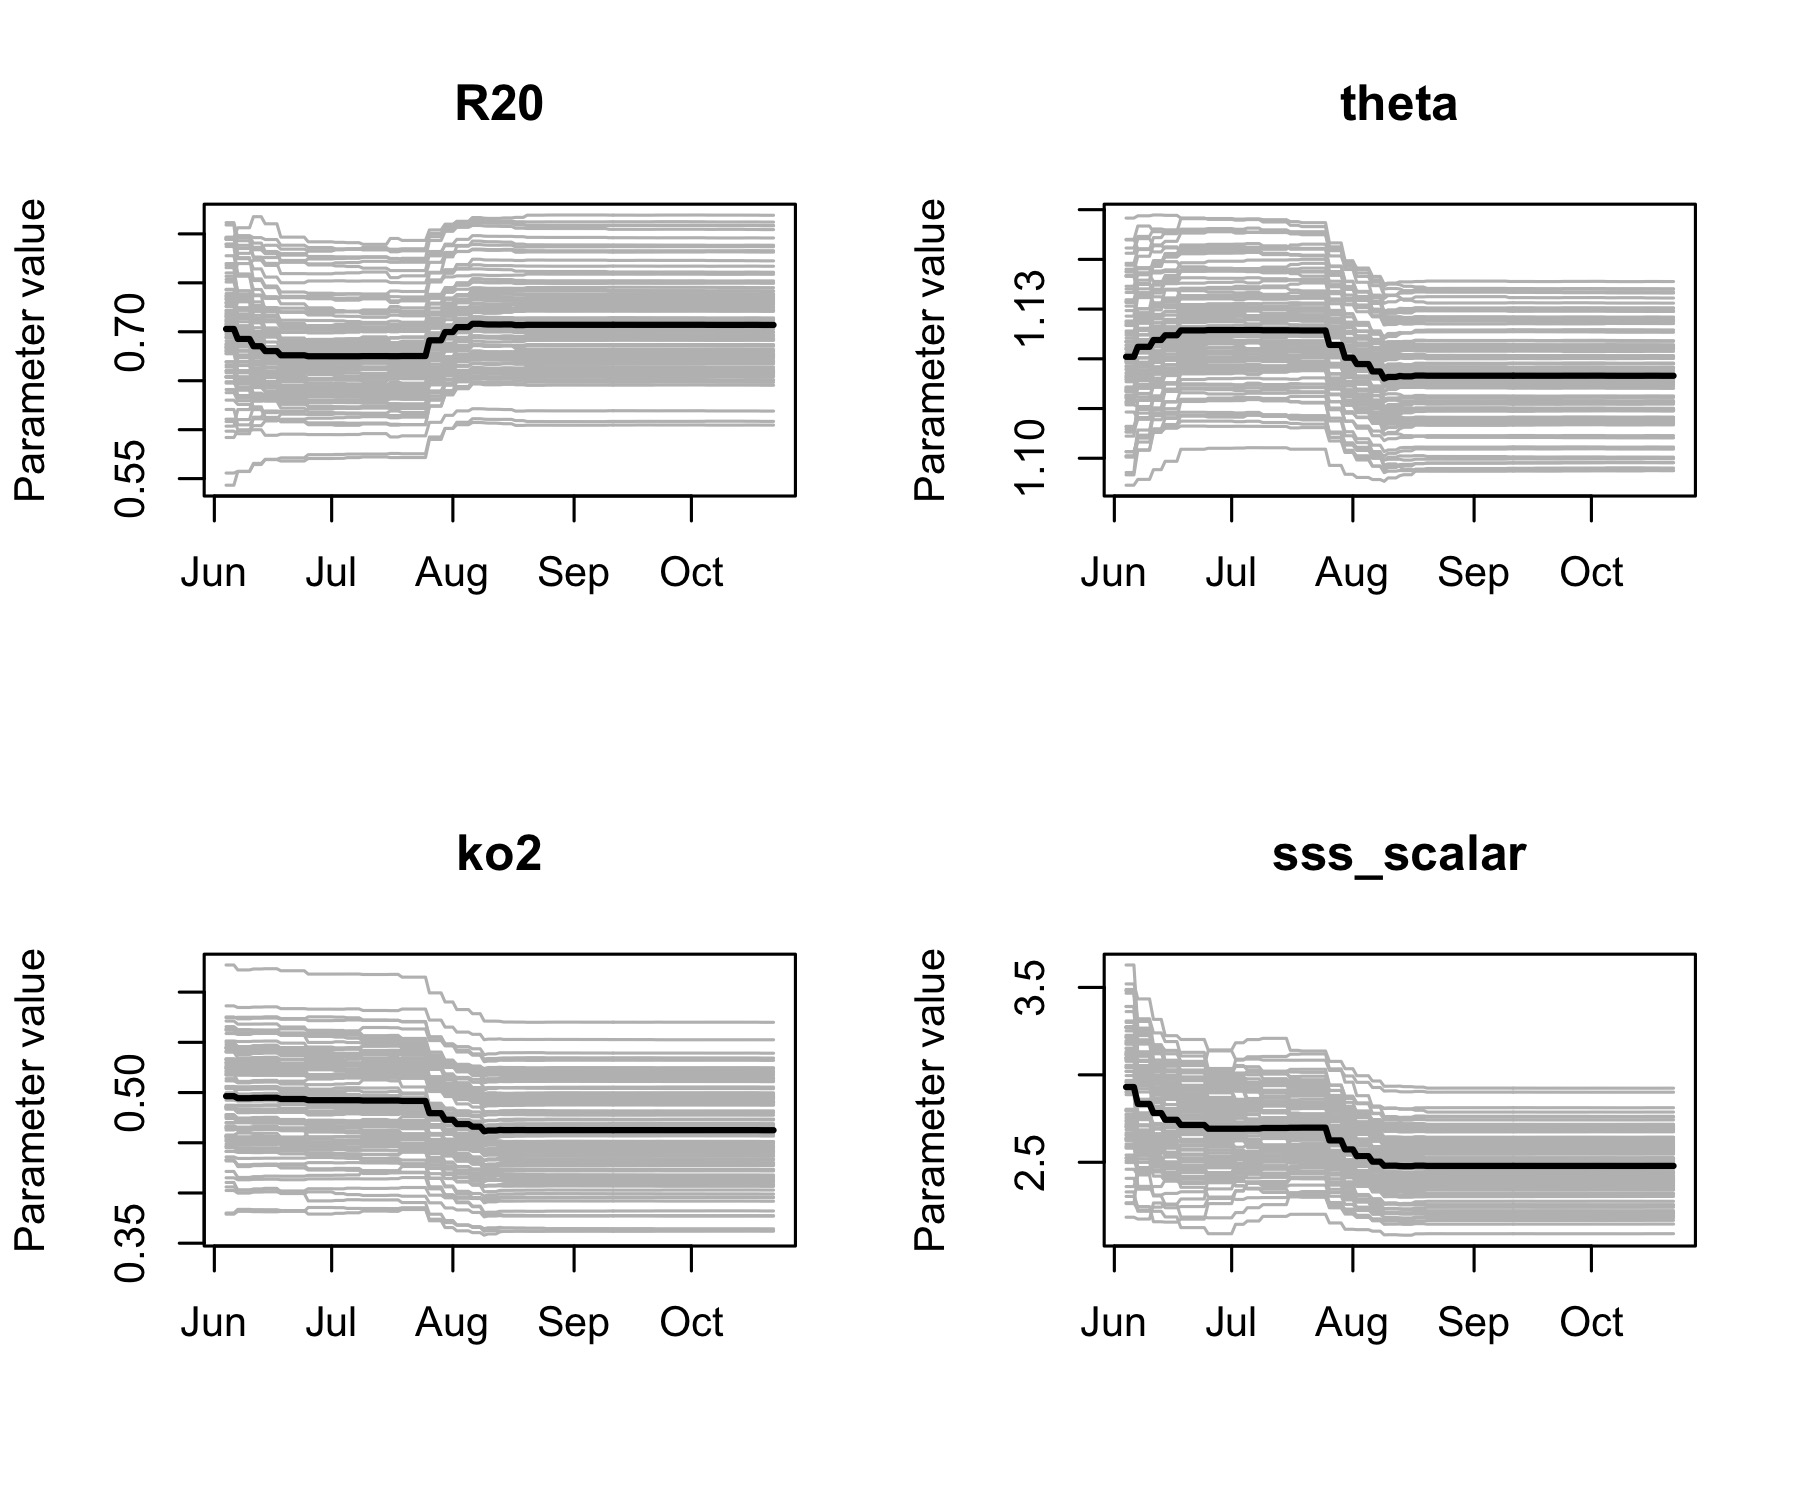 R20
Parameter value
0.70
0.55
Jun Jul Aug Sep Oct
theta
Parameter value
1.13
1.10
Jun Jul Aug Sep Oct
ko2
Parameter value
0.50
0.35
Jun Jul Aug Sep Oct
sss_scalar
Parameter value
3.5
2.5
Jun Jul Aug Sep Oct